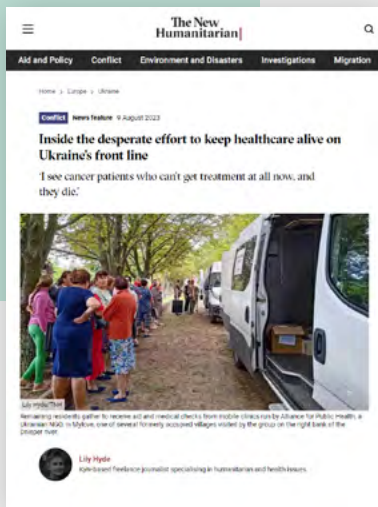 The New
Humanitarian
Aid and Policy Conflict Environment and Disasters Investigations Migration
Home > Europe > Ukraine
Conflict News feature 9 August 2023
Inside the desperate effort to keep healthcare alive on
Ukraine's front line
'I see cancer patients who can't get treatment at all now, and
they die.'
Lily Hyde/TNH
Remaining residents gather to receive aid and medical checks from mobile clinics run by Alliance for Public Health, a
Ukrainian NGO, in Mylove, one of several formerly occupied villages visited by the group on the right bank of the
Dnieper river.
Lily Hyde
Kyiv-based freelance journalist specialising in humanitarian and health issues